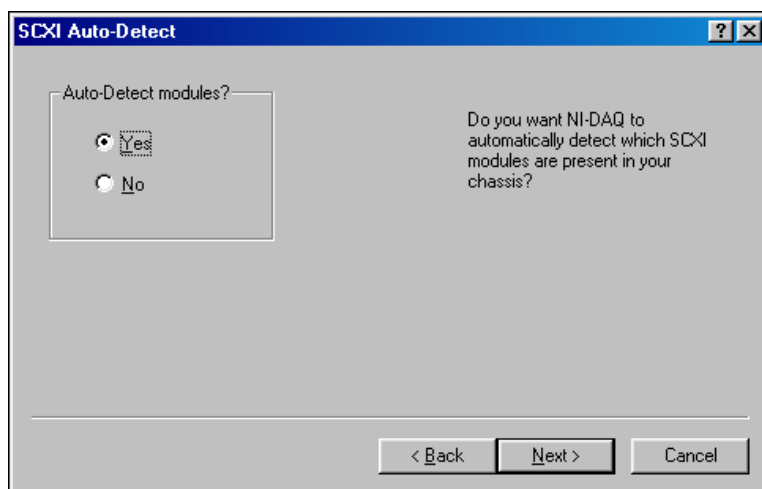 SCXI Auto-Detect
Auto-Detect modules?
Yes
No
Do you want NI-DAQ to
automatically detect which SCXI
modules are present in your
chassis?
< Back
Next >
Cancel